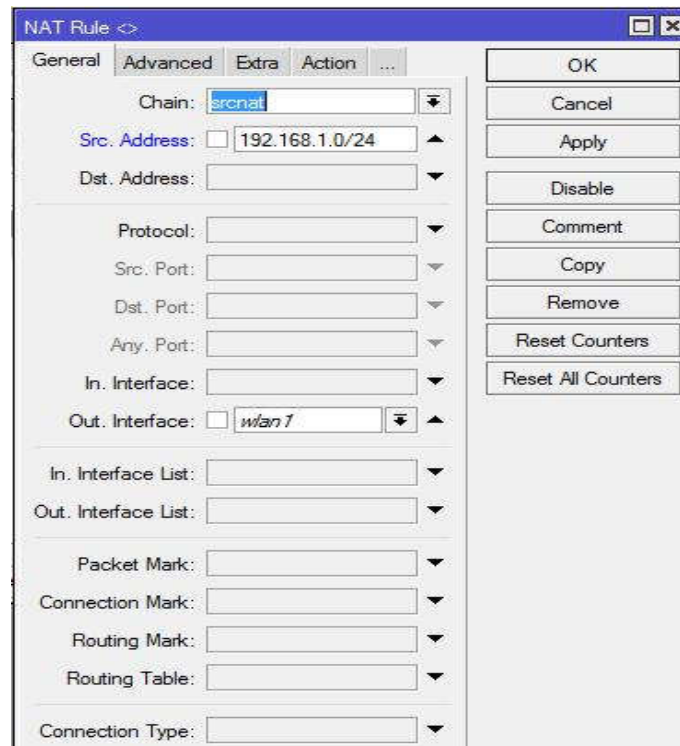 NAT Rule <>
General Advanced Extra Action ...
Chain: srcnat
Src. Address: 192.168.1.0/24
Dst. Address:
Protocol:
Src. Port:
Dst. Port:
Any. Port:
In. Interface:
Out. Interface: wlan1
In. Interface List:
Out. Interface List:
Packet Mark:
Connection Mark:
Routing Mark:
Routing Table:
Connection Type:
OK
Cancel
Apply
Disable
Comment
Copy
Remove
Reset Counters
Reset All Counters